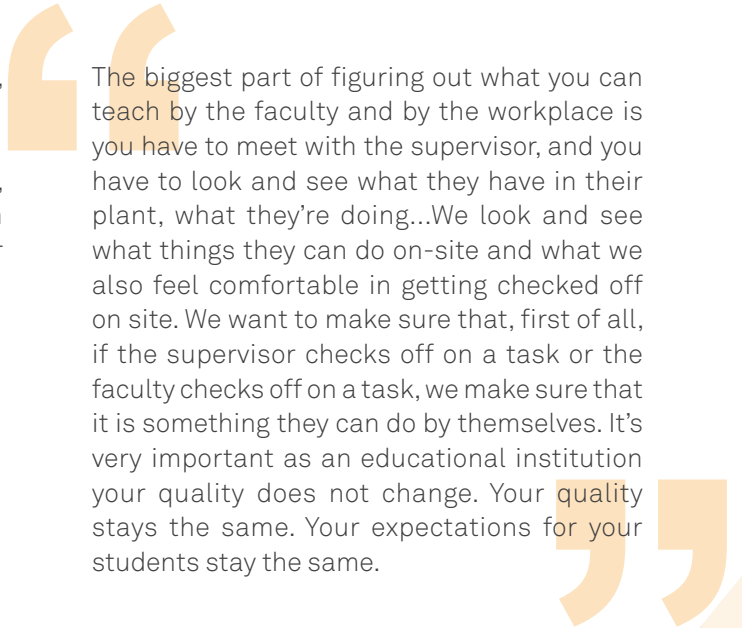 The biggest part of figuring out what you can
teach by the faculty and by the workplace is
you have to meet with the supervisor, and you
have to look and see what they have in their
plant, what they’re doing...We look and see
what things they can do on-site and what we
also feel comfortable in getting checked off
on site. We want to make sure that, first of all,
if the supervisor checks off on a task or the
faculty checks off on a task, we make sure that
it is something they can do by themselves. It’s
very important as an educational institution
your quality does not change. Your quality
stays the same. Your expectations for your
students stay the same.